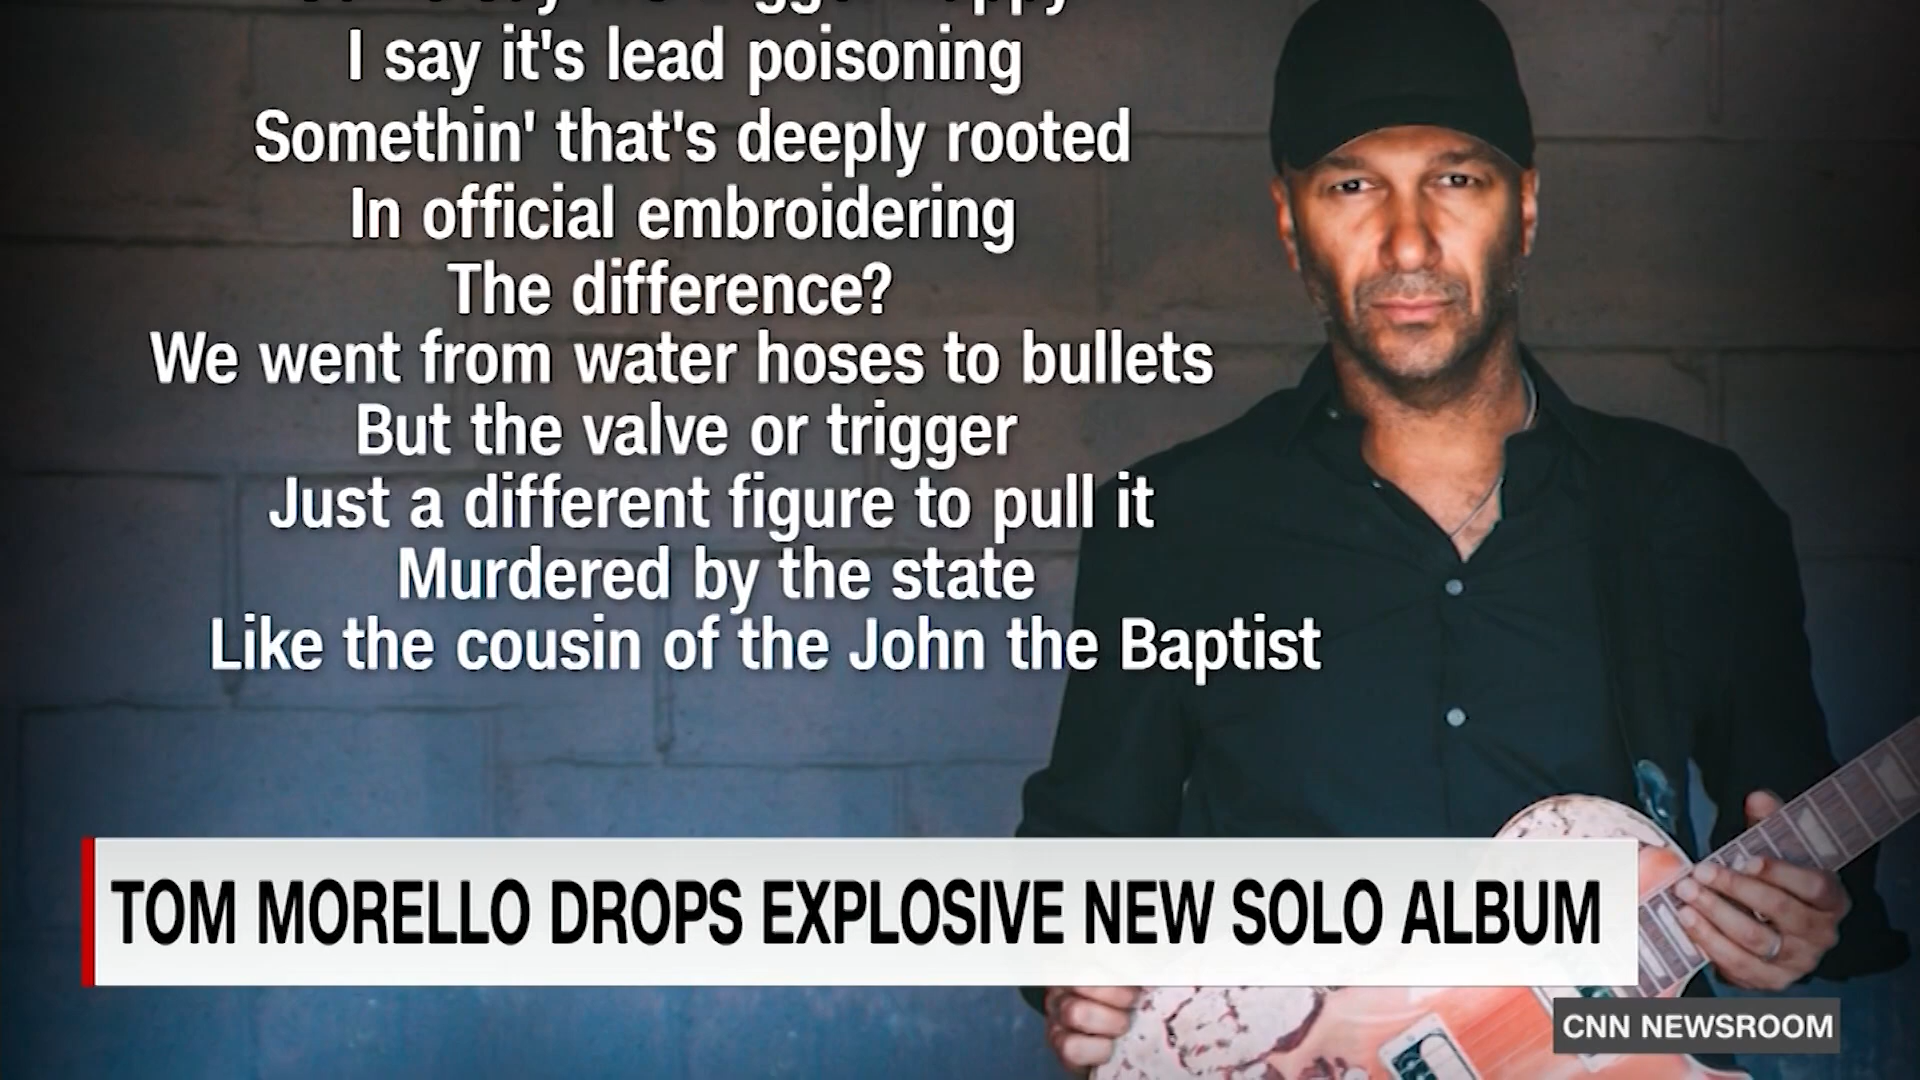 I say it's lead poisoning
Somethin' that's deeply rooted
In official embroidering
The difference?
We went from water hoses to bullets
But the valve or trigger
Just a different figure to pull it
Murdered by the state
Like the cousin of the John the Baptist
TOM MORELLO DROPS EXPLOSIVE NEW SOLO ALBUM
CNN NEWSROOM